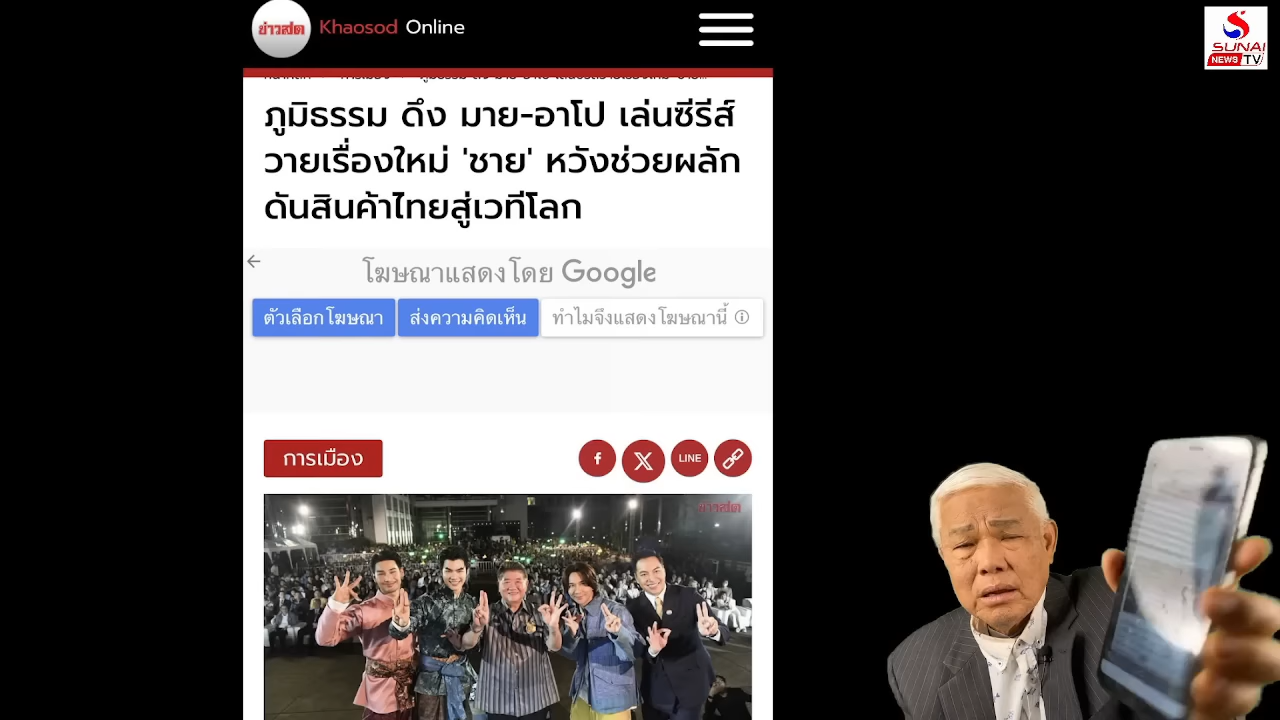 ข่าวสด Khaosod Online
SUNAI
NEWS TV
ภูมิธรรม ดึง มาย-อาโป เล่นซีรีส์
วายเรื่องใหม่ 'ชาย' หวังช่วยผลัก
ดันสินค้าไทยสู่เวทีโลก
โฆษณาแสดงโดย Google
ตัวเลือกโฆษณา ส่งความคิดเห็น ทำไมจึงแสดงโฆษณานี้
การเมือง
f X LINE
ข่าวสด